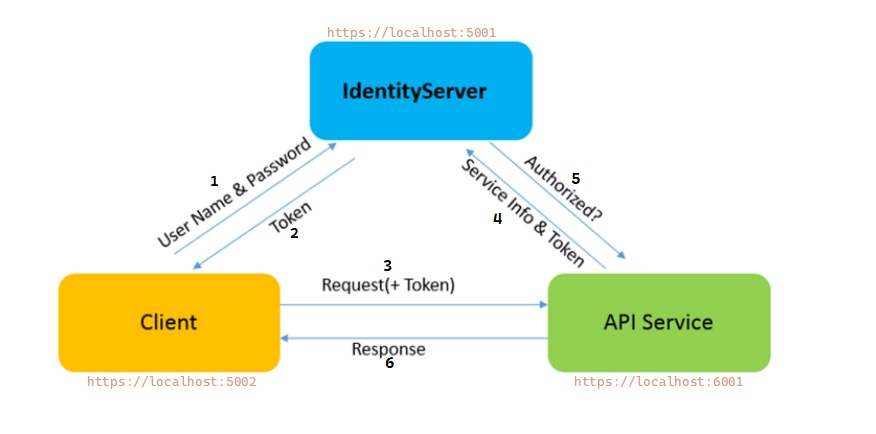 https://localhost:5001
IdentityServer
1
User Name & Password
Token
2
Authorized?
5
Service Info & Token
4
3
Request(+ Token)
Client
API Service
Response
6
https://localhost:5002
https://localhost:6001